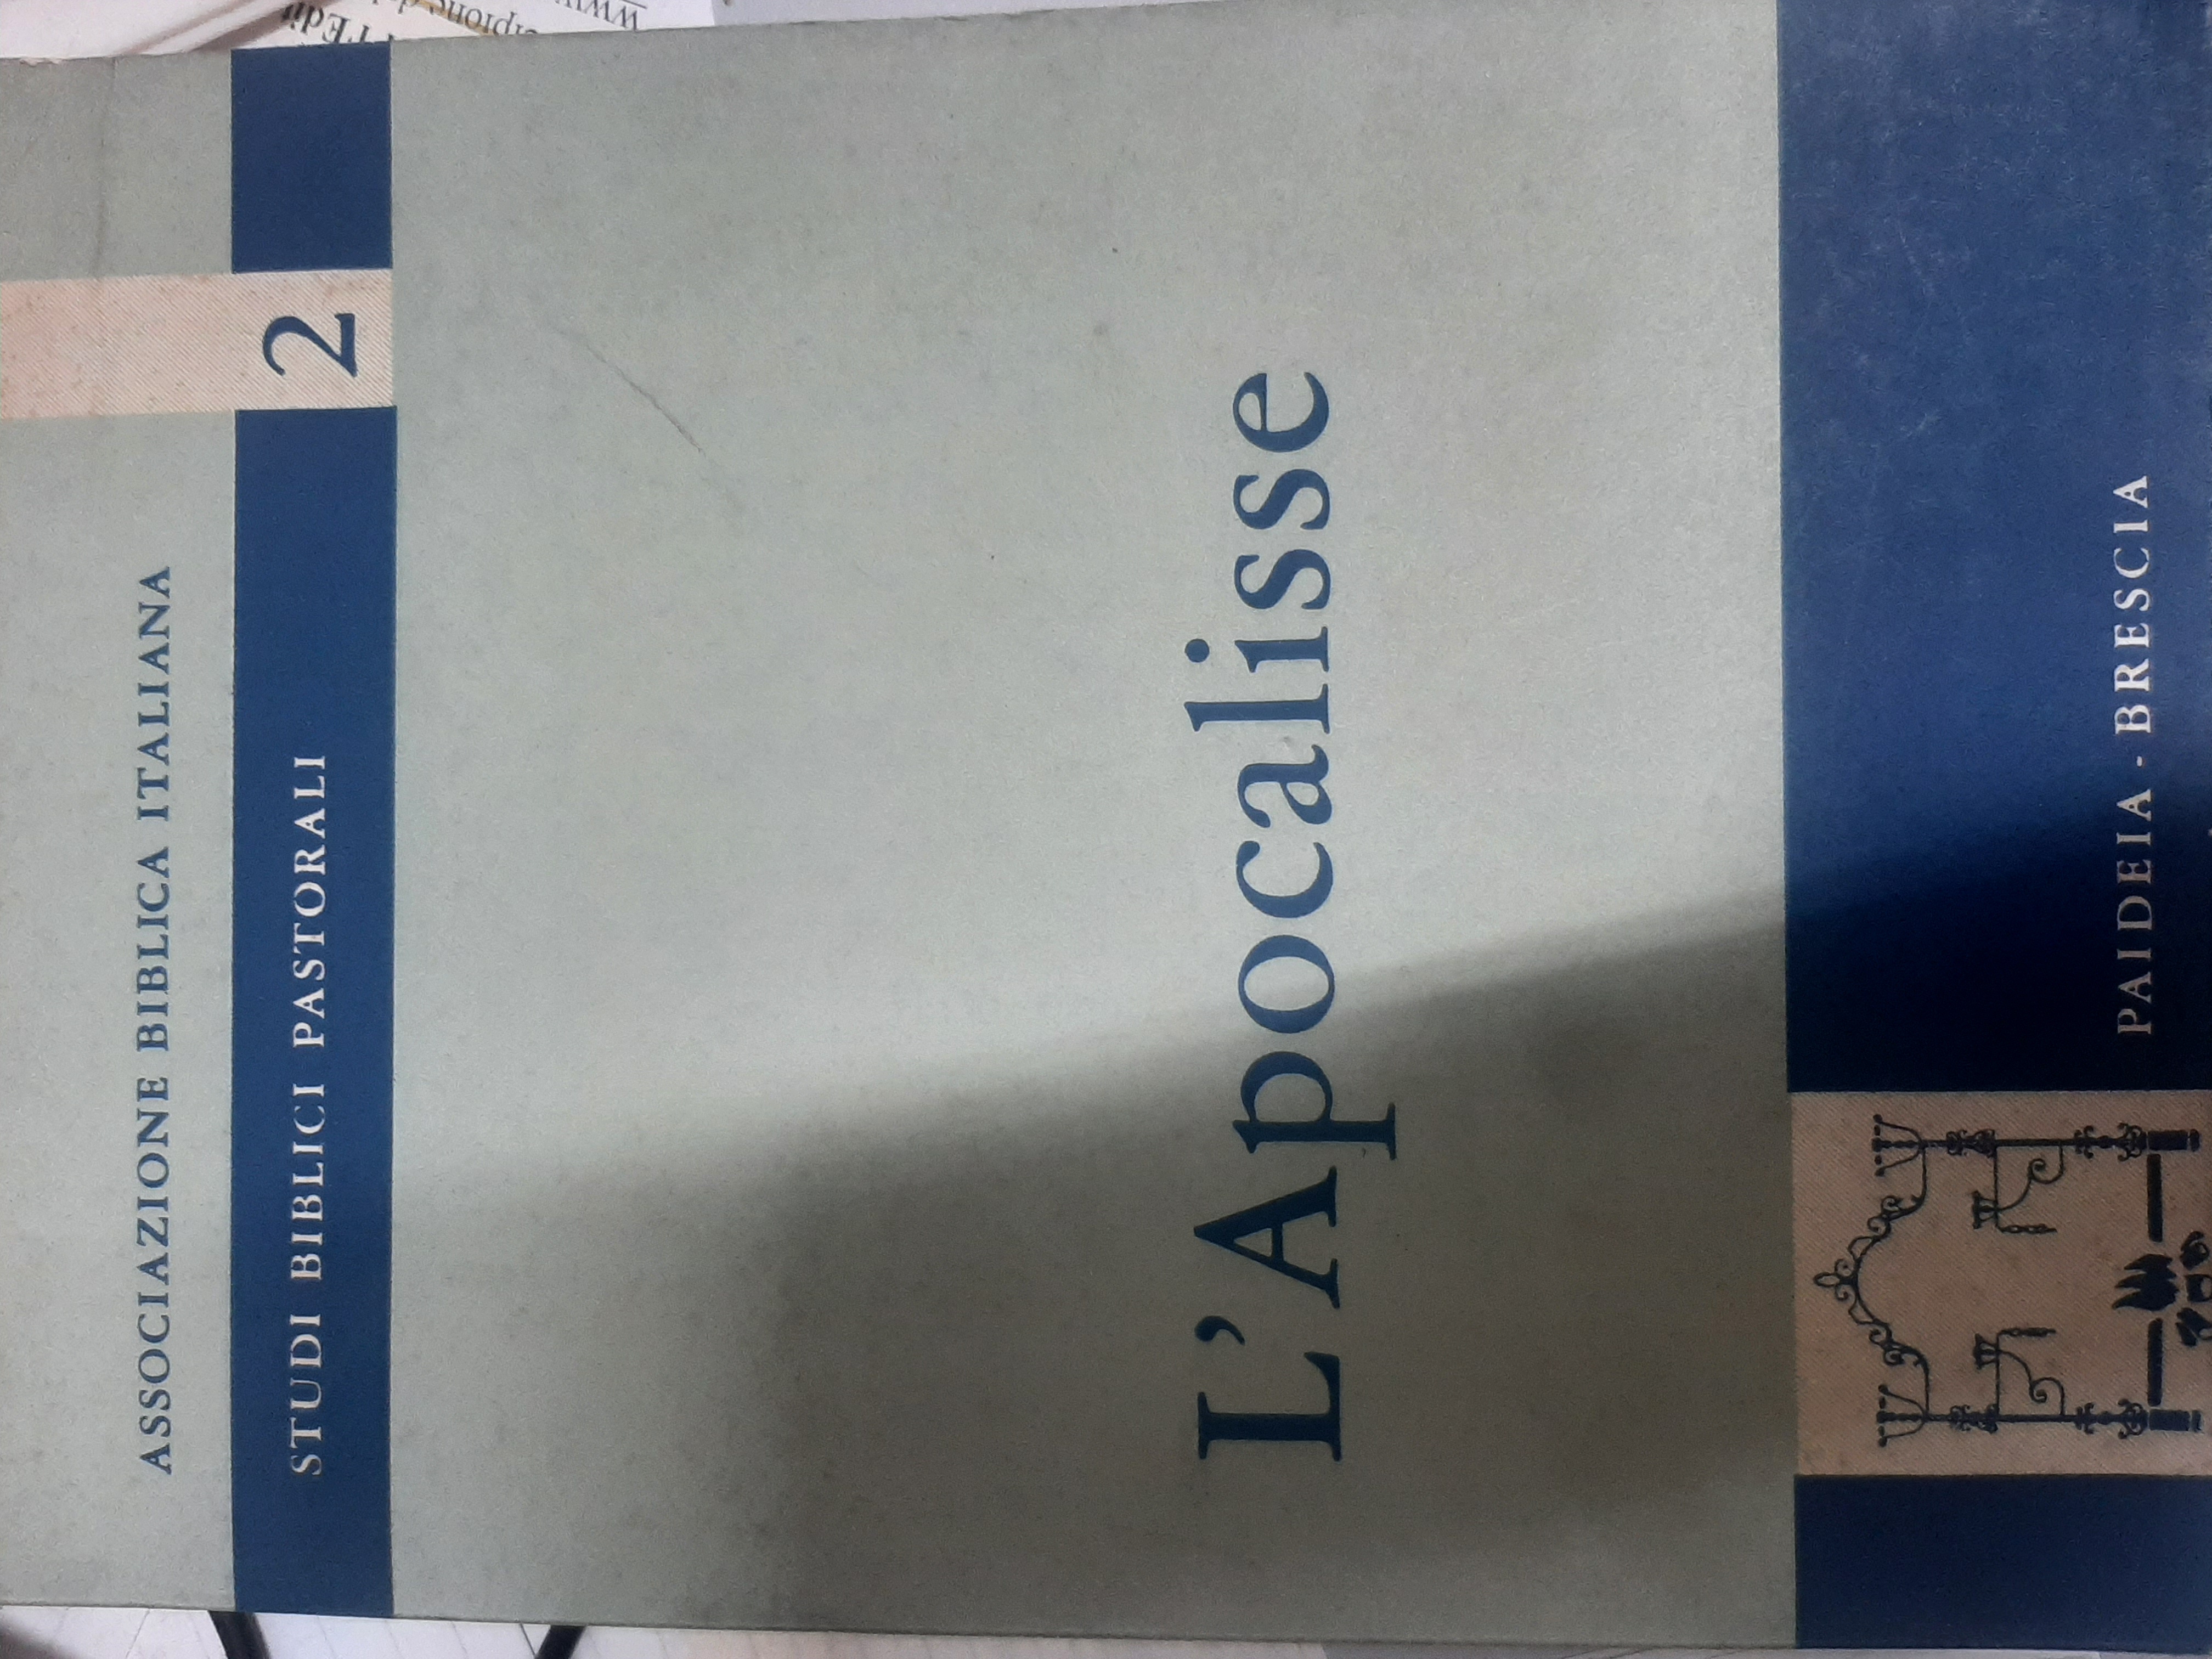 ASSOCIAZIONE BIBLICA ITALIANA
STUDI BIBLICI PASTORALI
2
L'Apocalisse
PAIDEIA - BRESCIA